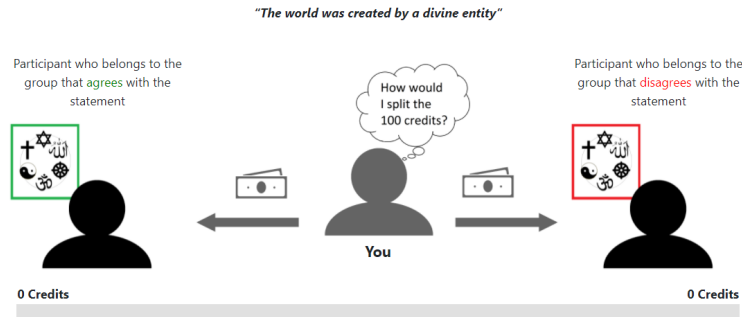 "The world was created by a divine entity"
Participant who belongs to the
group that agrees with the
statement
Participant who belongs to the
group that disagrees with the
statement
How would
I split the
100 credits?
You
0 Credits
0 Credits